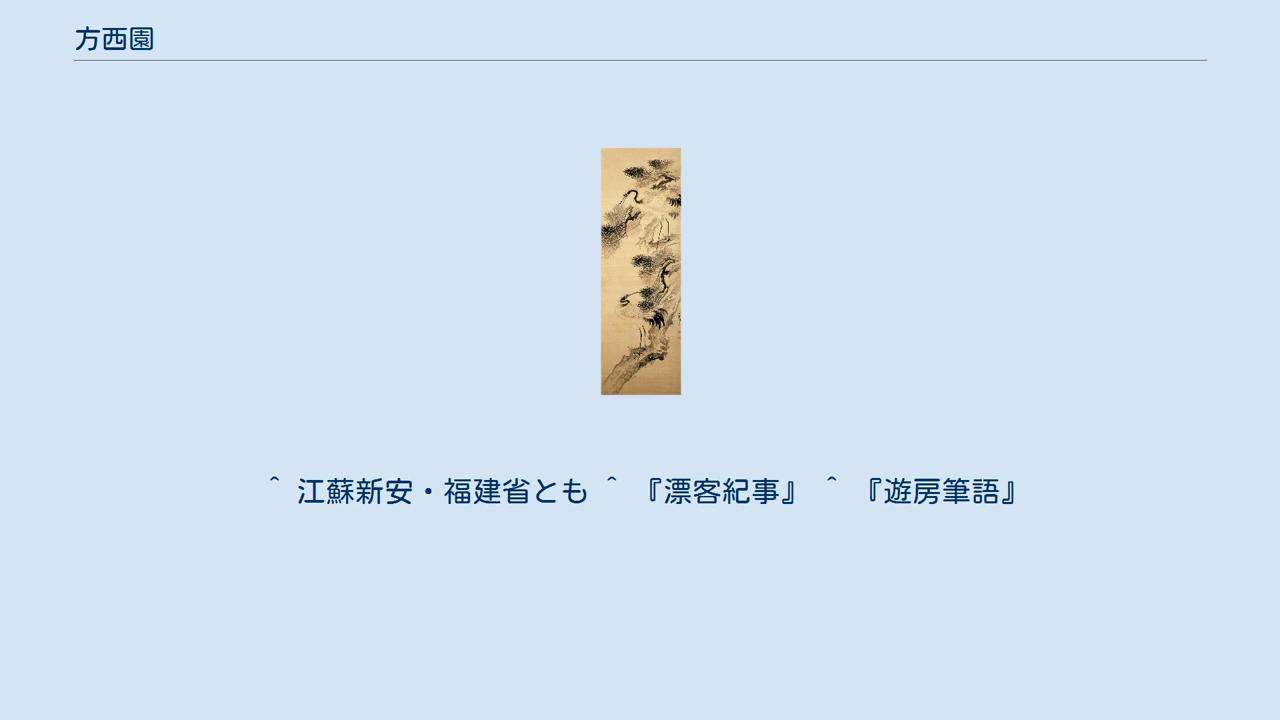 方西園
^ 江蘇新安・福建省とも ^ 『漂客紀事』 ^ 『遊房筆語』